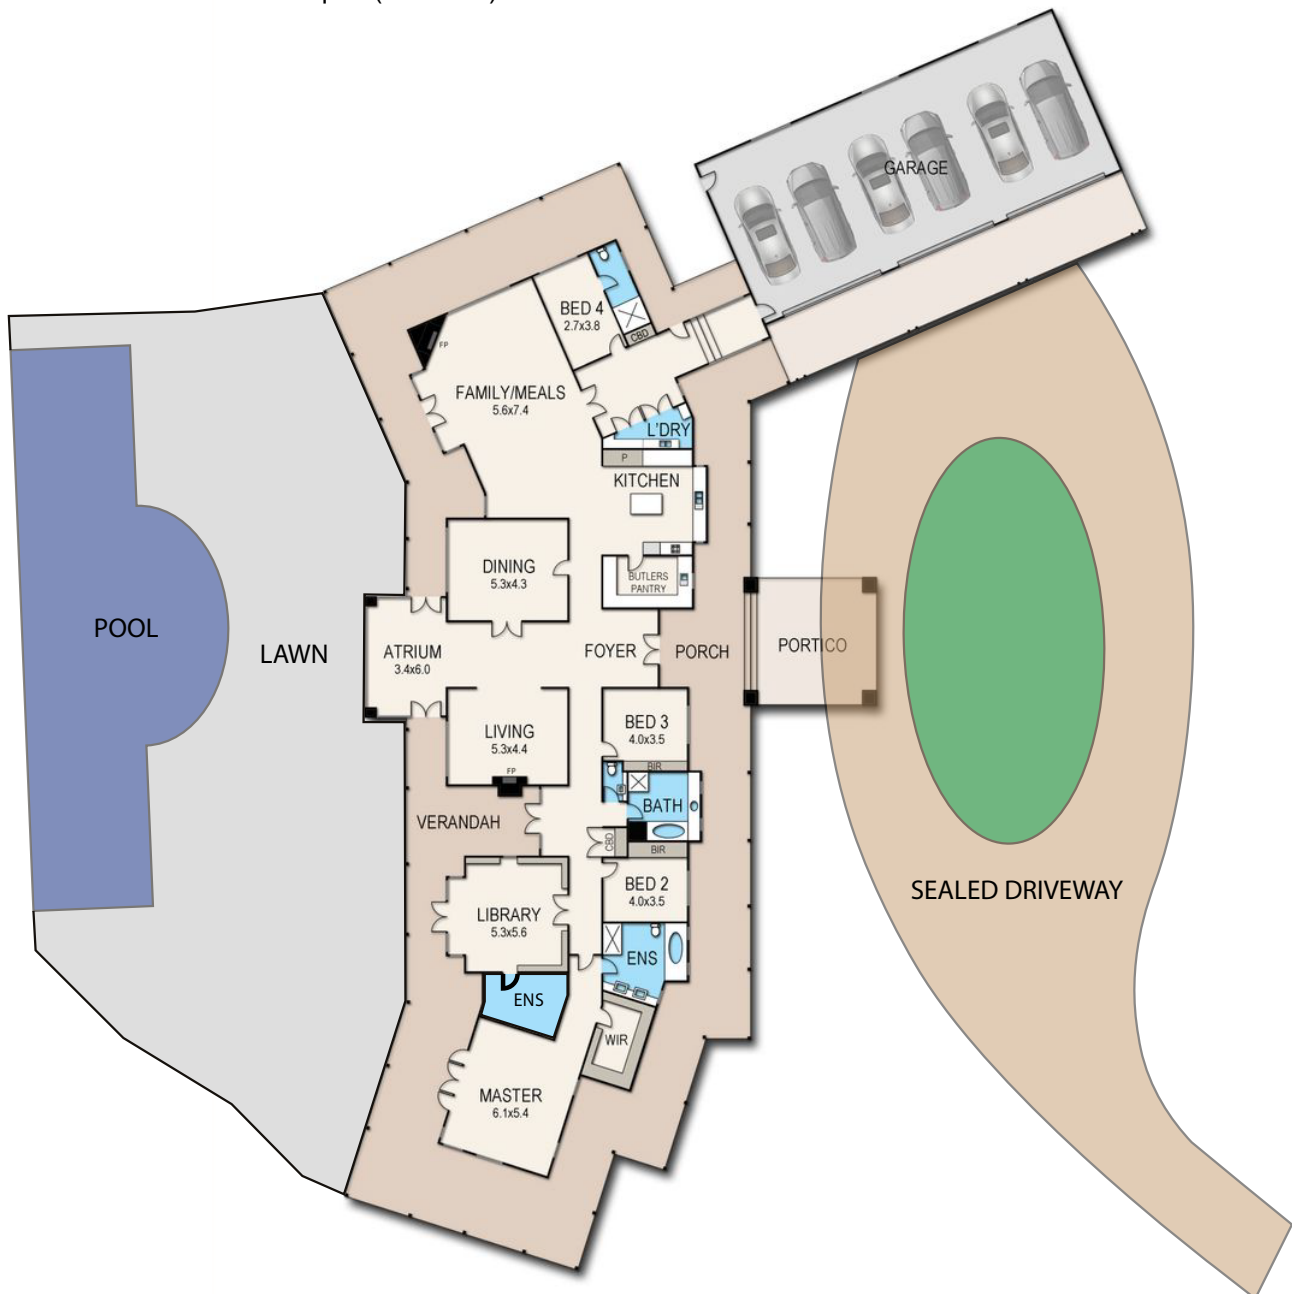 GARAGE
BED 4
2.7x3.8
CBD
FP
FAMILY/MEALS
5.6x7.4
L'DRY
P
KITCHEN
DINING
5.3x4.3
BUTLERS
PANTRY
POOL
LAWN
ATRIUM
3.4x6.0
FOYER
PORCH
PORTICO
LIVING
5.3x4.4
FP
BED 3
4.0x3.5
BIR
BATH
VERANDAH
CBD
BIR
BED 2
4.0x3.5
SEALED DRIVEWAY
LIBRARY
5.3x5.6
ENS
ENS
WIR
MASTER
6.1x5.4